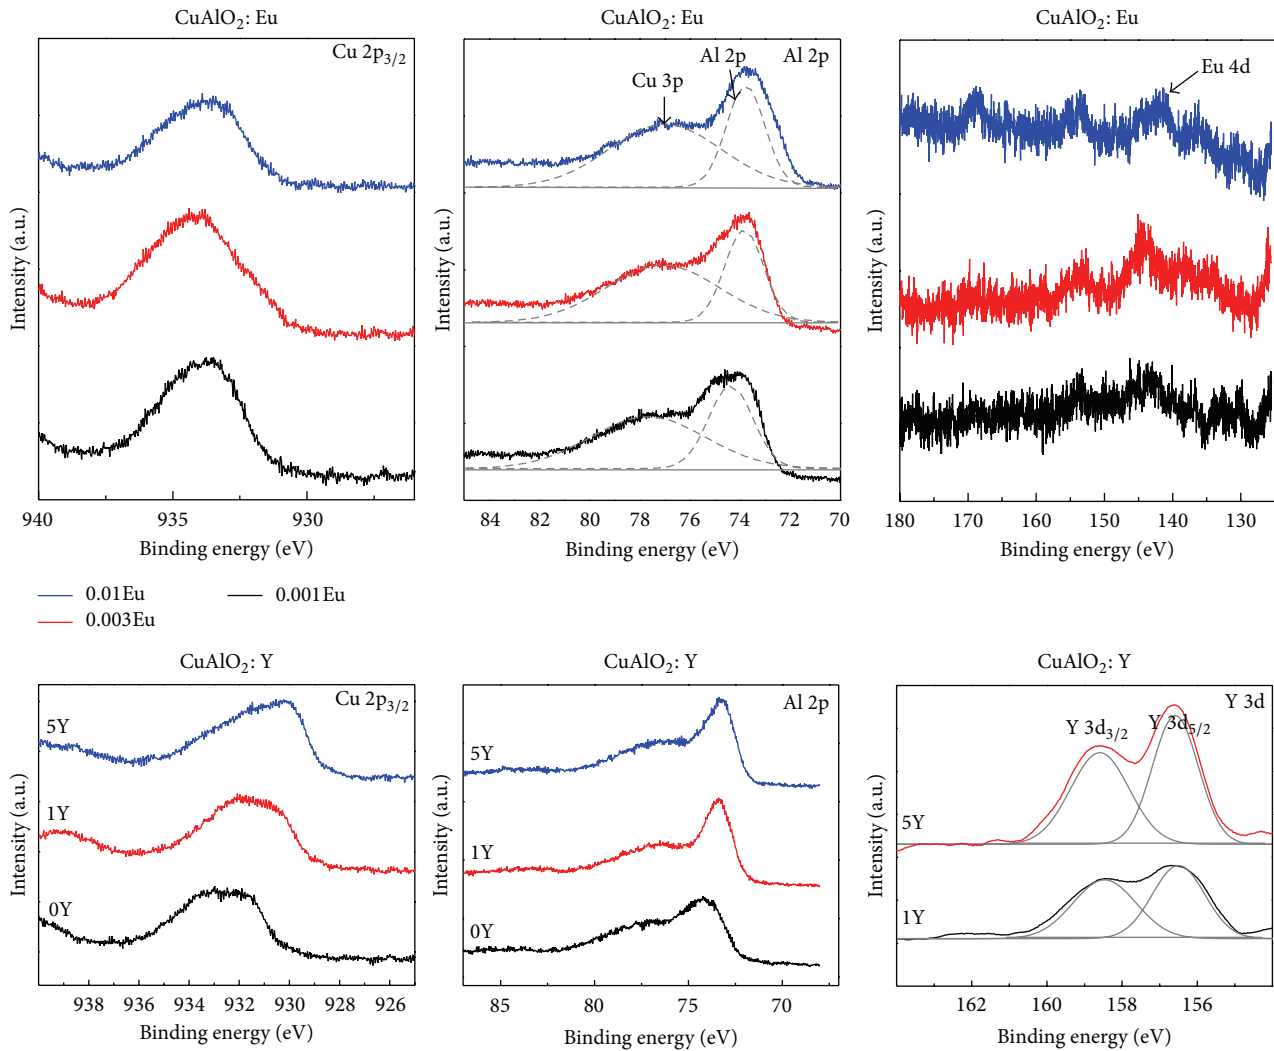 CuAlO₂: Eu
Cu 2p₃/₂
Intensity (a.u.)
940 935 930
Binding energy (eV)
CuAlO₂: Eu
Al 2p
Al 2p
Cu 3p
Intensity (a.u.)
84 82 80 78 76 74 72 70
Binding energy (eV)
CuAlO₂: Eu
Eu 4d
Intensity (a.u.)
180 170 160 150 140 130
Binding energy (eV)
0.01Eu
0.001Eu
0.003Eu
CuAlO₂: Y
Cu 2p₃/₂
5Y
1Y
0Y
Intensity (a.u.)
938 936 934 932 930 928 926
Binding energy (eV)
CuAlO₂: Y
Al 2p
5Y
1Y
0Y
Intensity (a.u.)
85 80 75 70
Binding energy (eV)
CuAlO₂: Y
Y 3d
Y 3d₃/₂
Y 3d₅/₂
5Y
1Y
Intensity (a.u.)
162 160 158 156
Binding energy (eV)